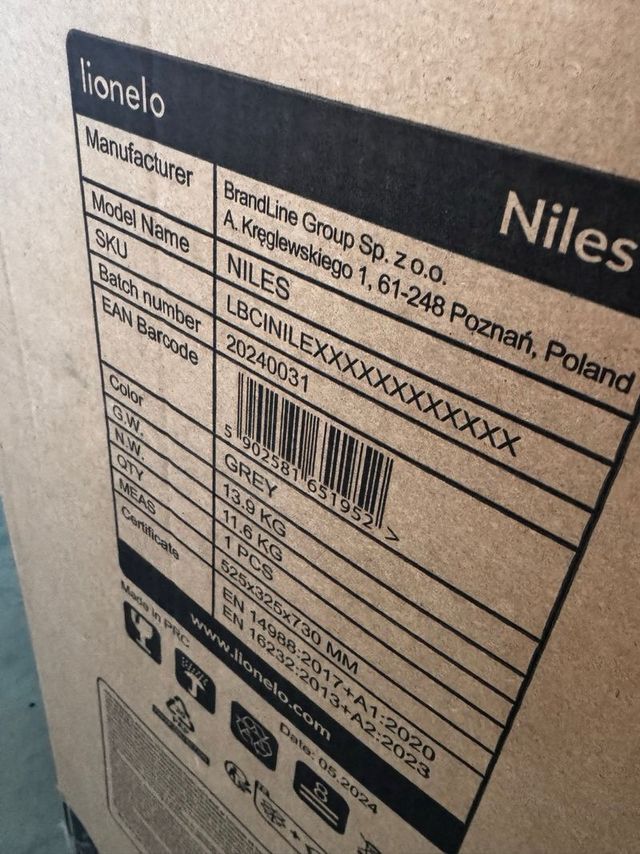 lionelo
Niles
Manufacturer
BrandLine Group Sp. z o.o.
A. Kręglewskiego 1, 61-248 Poznań, Poland
Model Name
NILES
SKU
LBCINILEXXXXXXXXXXXX
Batch number
20240031
EAN Barcode
5 902581 651952 >
Color
GREY
G.W.
13.9 KG
N.W.
11.6 KG
QTY
1 PCS
MEAS
525x325x730 MM
Certificate
EN 14988:2017+A1:2020
EN 16232:2013+A2:2023
www.lionelo.com
Made in PRC
Date: 05.2024
8